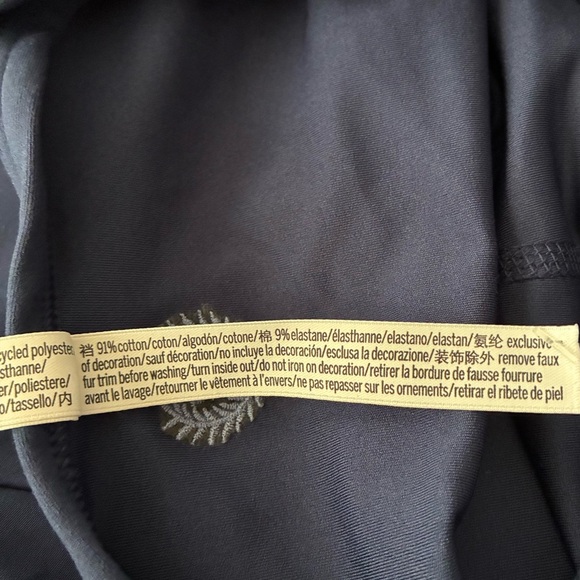 cycled polyester
asthanne/
er/poliestere/
o/tassello/内
裆 91%cotton/coton/algodón/cotone/棉 9%elastane/élasthanne/elastano/elastan/氨纶 exclusive
of decoration/sauf décoration/no incluye la decoración/esclusa la decorazione/装饰除外 remove faux
fur trim before washing/turn inside out/do not iron on decoration/retirer la bordure de fausse fourrure
avant le lavage/retourner le vêtement à l'envers/ne pas repasser sur les ornements/retirar el ribete de piel